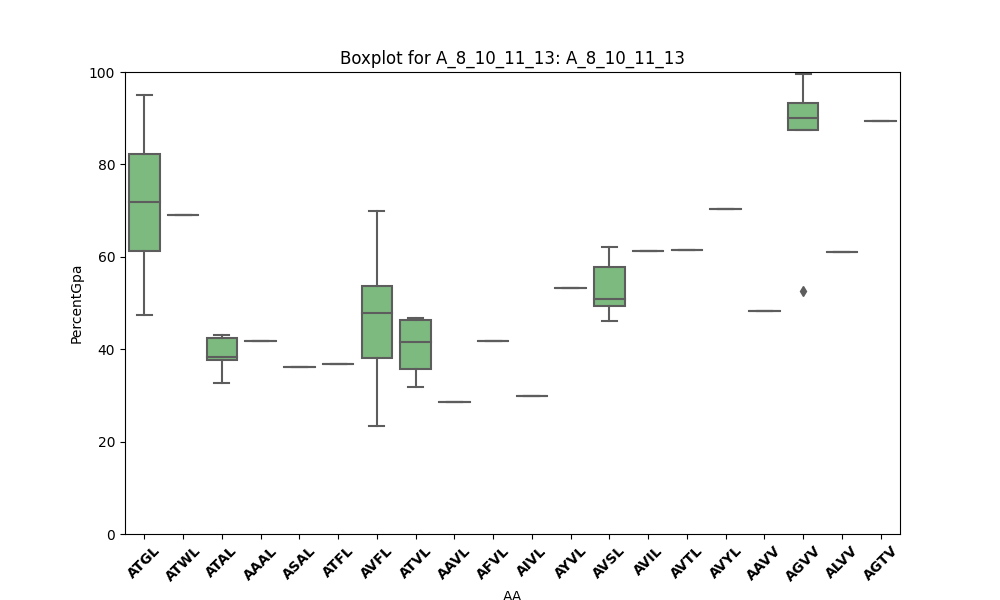 Boxplot for A_8_10_11_13: A_8_10_11_13
100
80
60
40
20
0
PercentGpa
ATGL ATWL ATAL AAAL ASAL ATFL AVFL ATVL AAVL AFVL AIVL AYVL AVSL AVIL AVTL AVYL AAVV AGVV ALVV AGTV
AA